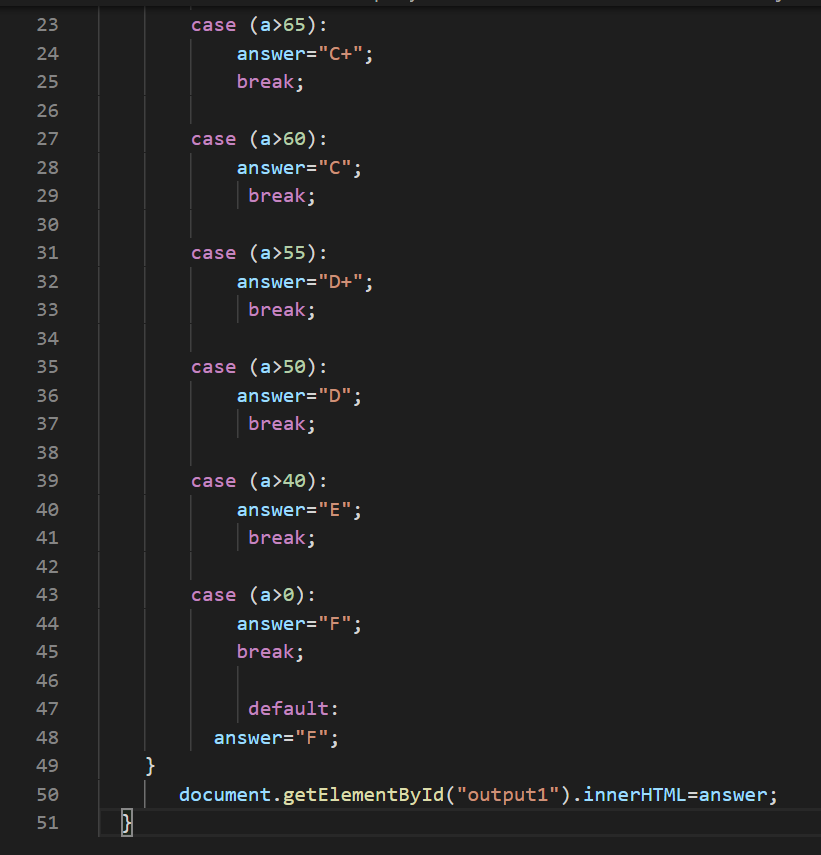 23 case (a>65):
24 answer="C+";
25 break;
26
27 case (a>60):
28 answer="C";
29 break;
30
31 case (a>55):
32 answer="D+";
33 break;
34
35 case (a>50):
36 answer="D";
37 break;
38
39 case (a>40):
40 answer="E";
41 break;
42
43 case (a>0):
44 answer="F";
45 break;
46
47 default:
48 answer="F";
49 }
50 document.getElementById("output1").innerHTML=answer;
51 }